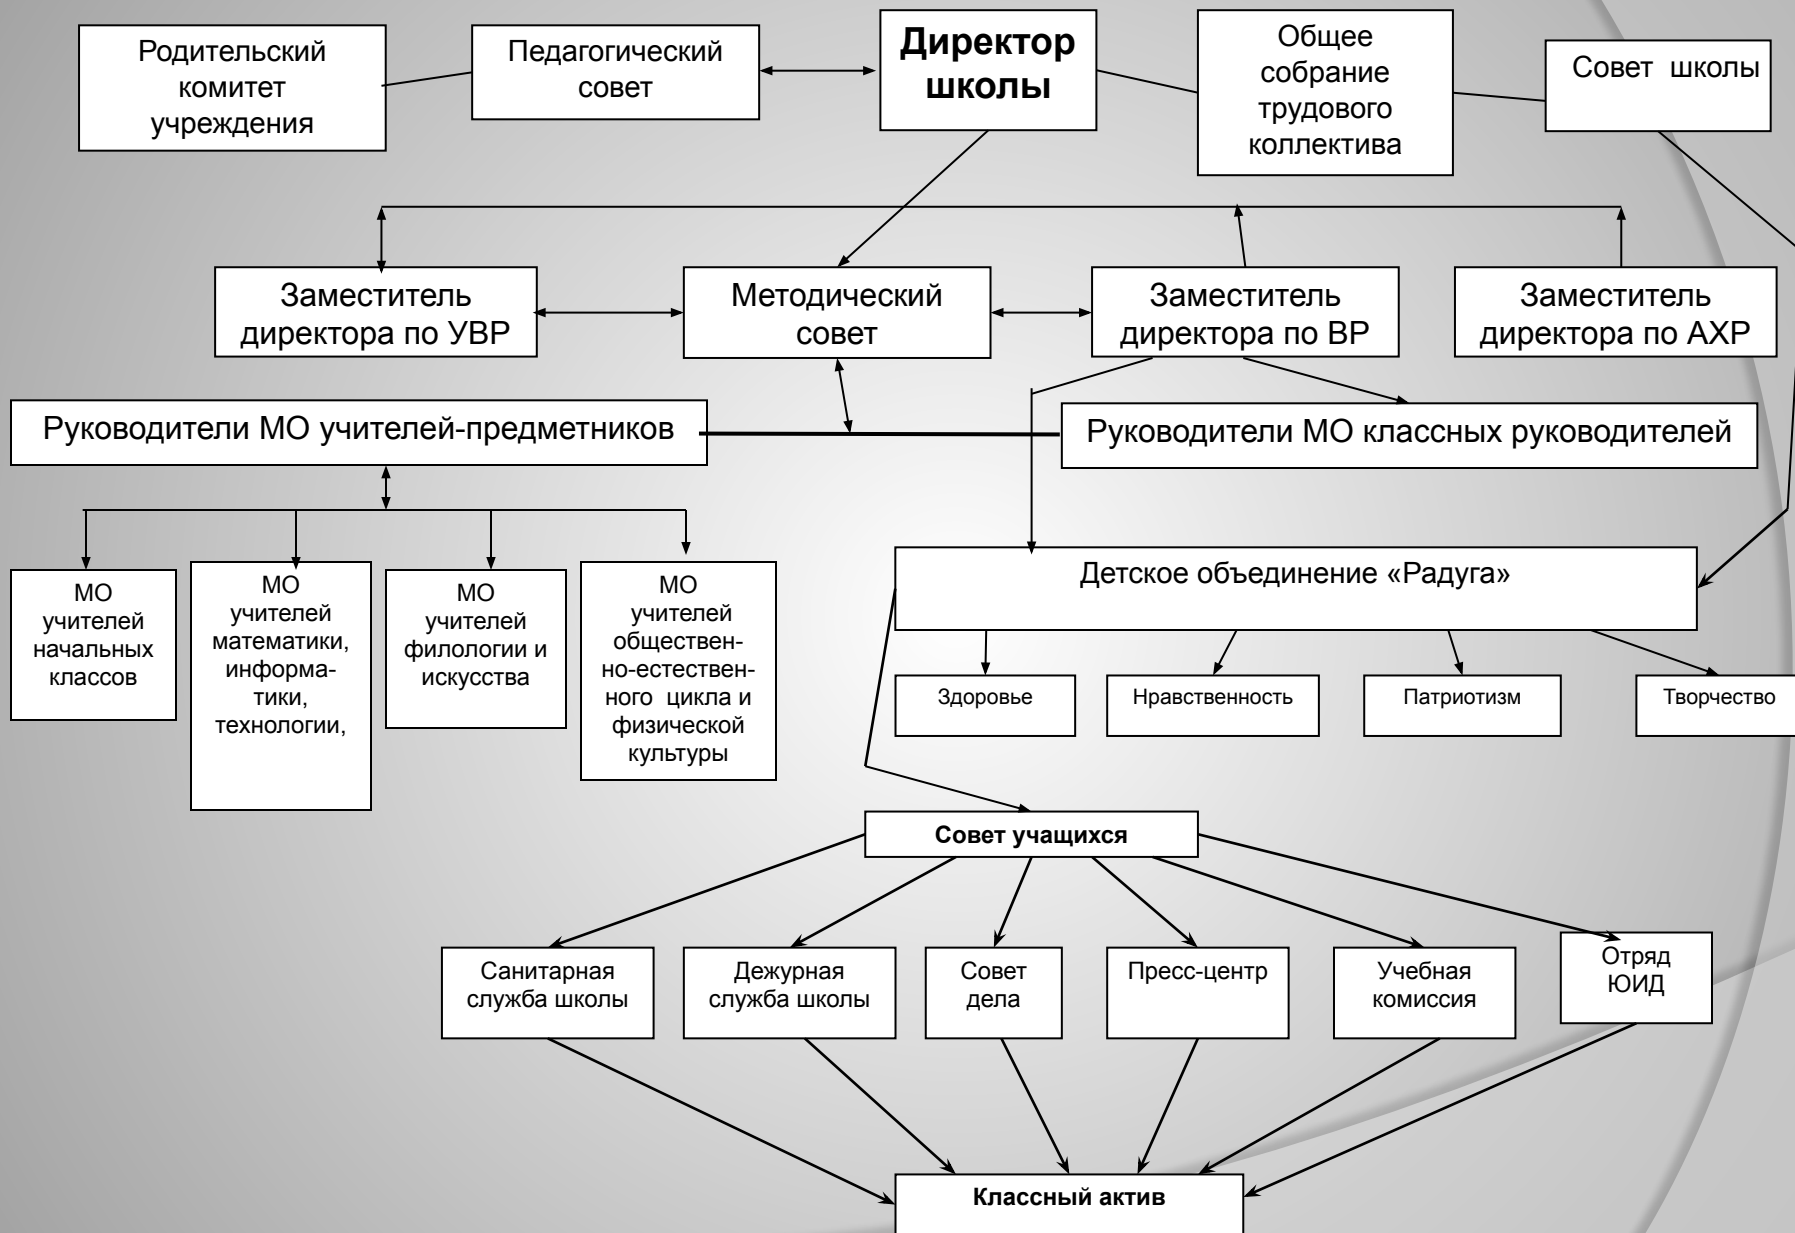 Родительский
комитет
учреждения
Педагогический
совет
Директор
школы
Общее
собрание
трудового
коллектива
Совет школы
Заместитель
директора по УВР
Методический
совет
Заместитель
директора по ВР
Заместитель
директора по АХР
Руководители МО учителей-предметников
Руководители МО классных руководителей
МО
учителей
начальных
классов
МО
учителей
математики,
информа-
тики,
технологии,
МО
учителей
филологии и
искусства
МО
учителей
обществен-
но-естествен-
ного цикла и
физической
культуры
Детское объединение «Радуга»
Здоровье
Нравственность
Патриотизм
Творчество
Совет учащихся
Санитарная
служба школы
Дежурная
служба школы
Совет
дела
Пресс-центр
Учебная
комиссия
Отряд
ЮИД
Классный актив